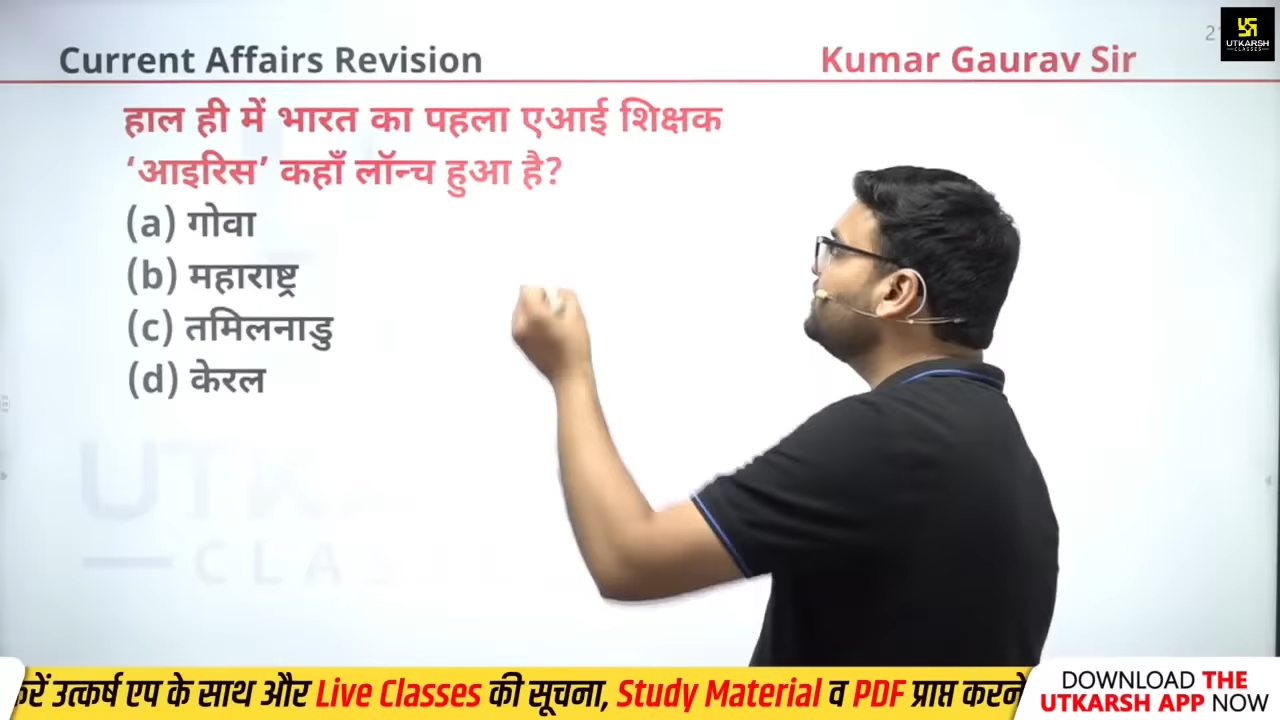 Current Affairs Revision
Kumar Gaurav Sir
UTKARSH
CLASSES
हाल ही में भारत का पहला एआई शिक्षक
‘आइरिस’ कहाँ लॉन्च हुआ है?
(a) गोवा
(b) महाराष्ट्र
(c) तमिलनाडु
(d) केरल
उत्कर्ष एप के साथ और Live Classes की सूचना, Study Material व PDF प्राप्त करने
DOWNLOAD THE
UTKARSH APP NOW